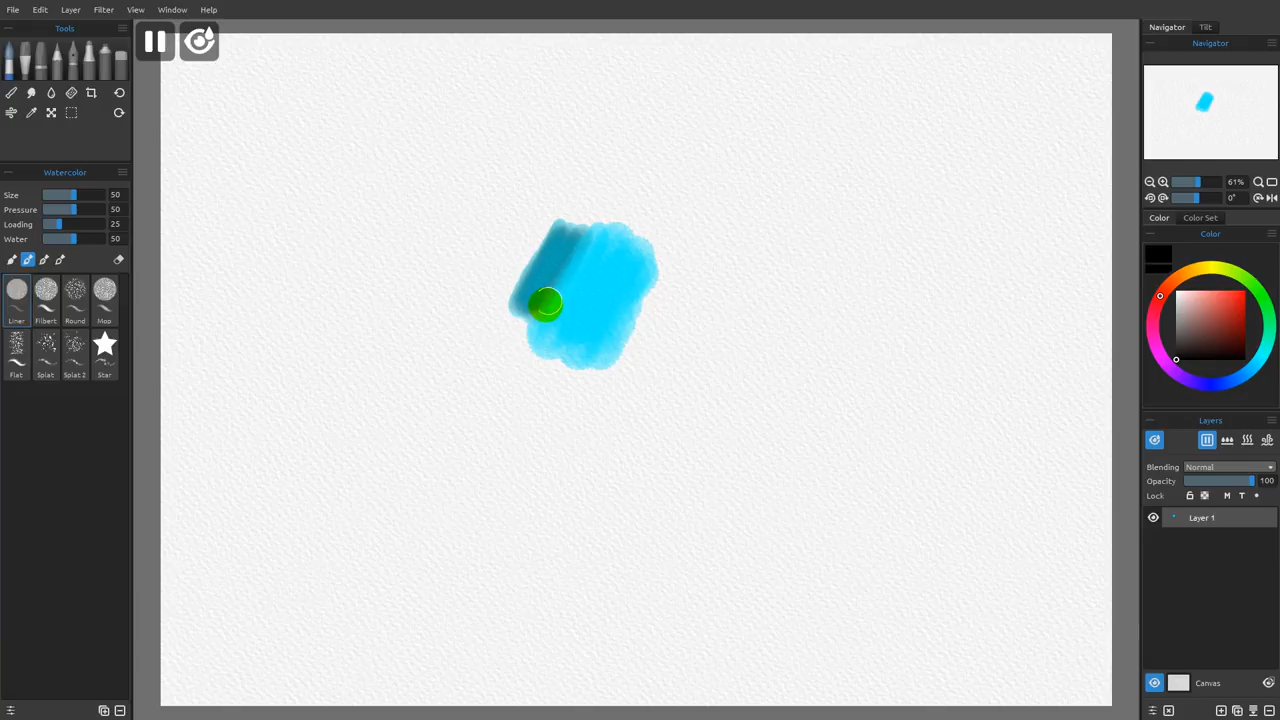 File Edit Layer Filter View Window Help
Tools
Watercolor
Size 50
Pressure 50
Loading 25
Water 50
Liner Filbert Round Mop
Flat Splat Splat 2 Star
Navigator Tilt
Navigator
61%
0°
Color Color Set
Color
Layers
Blending Normal
Opacity 100
Lock M T
Layer 1
Canvas